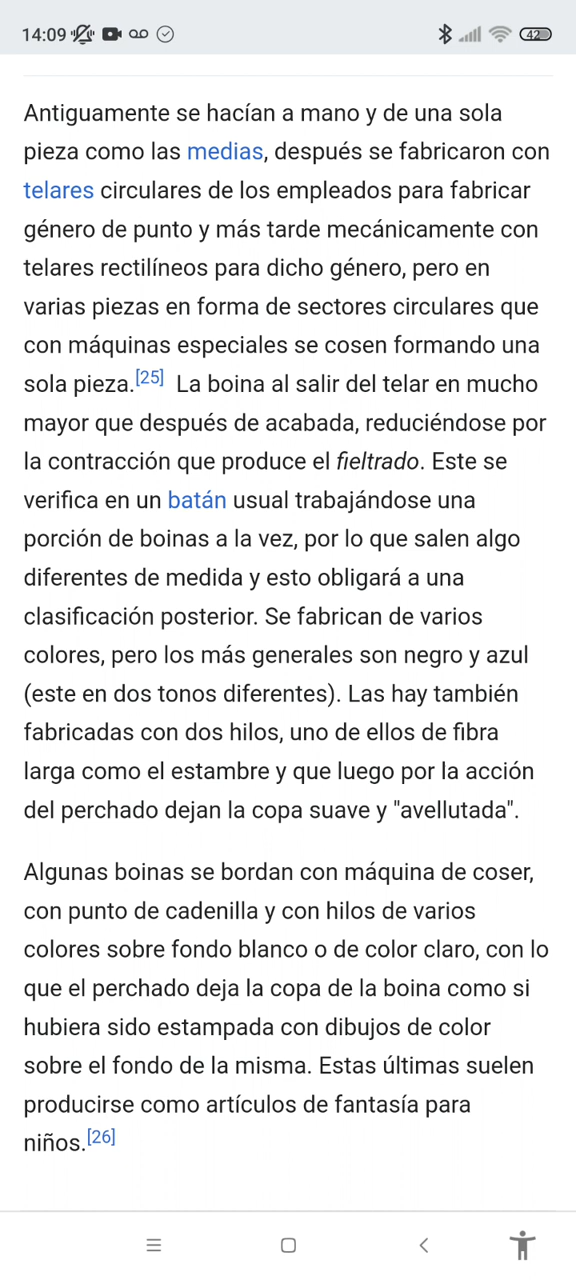 14:09
42
Antiguamente se hacían a mano y de una sola
pieza como las medias, después se fabricaron con
telares circulares de los empleados para fabricar
género de punto y más tarde mecánicamente con
telares rectilíneos para dicho género, pero en
varias piezas en forma de sectores circulares que
con máquinas especiales se cosen formando una
sola pieza.[25] La boina al salir del telar en mucho
mayor que después de acabada, reduciéndose por
la contracción que produce el fieltrado. Este se
verifica en un batán usual trabajándose una
porción de boinas a la vez, por lo que salen algo
diferentes de medida y esto obligará a una
clasificación posterior. Se fabrican de varios
colores, pero los más generales son negro y azul
(este en dos tonos diferentes). Las hay también
fabricadas con dos hilos, uno de ellos de fibra
larga como el estambre y que luego por la acción
del perchado dejan la copa suave y "avellutada".
Algunas boinas se bordan con máquina de coser,
con punto de cadenilla y con hilos de varios
colores sobre fondo blanco o de color claro, con lo
que el perchado deja la copa de la boina como si
hubiera sido estampada con dibujos de color
sobre el fondo de la misma. Estas últimas suelen
producirse como artículos de fantasía para
niños.[26]